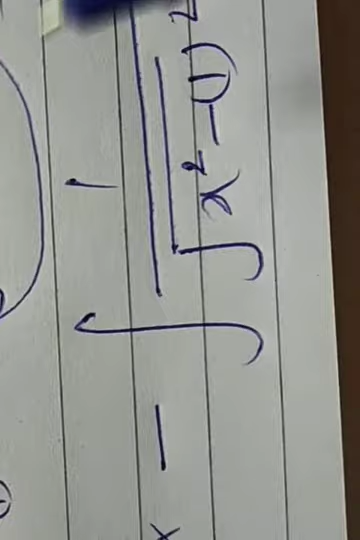 x - ∫ 1 / √(x² - (1)²)